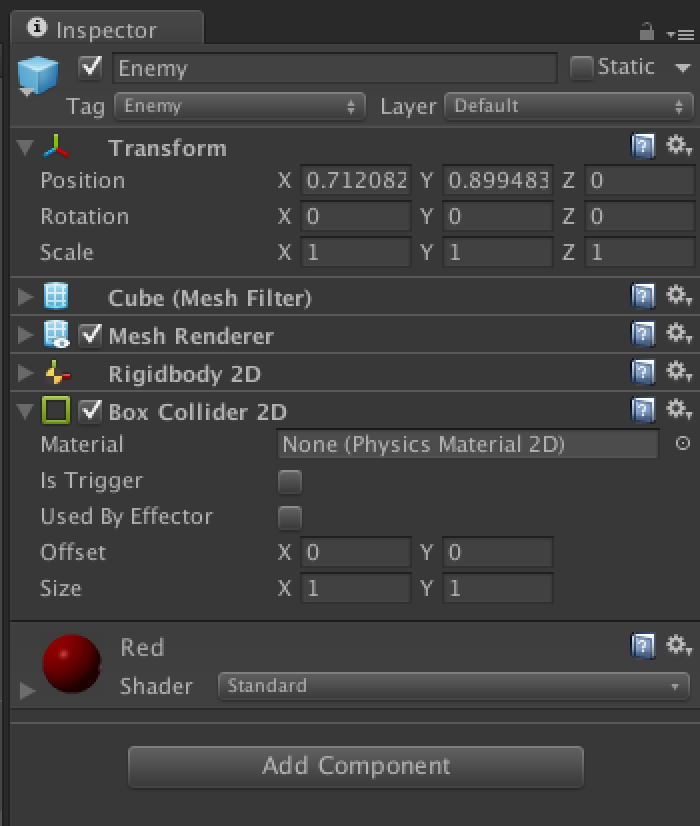 Inspector
Enemy Static
Tag Enemy Layer Default
Transform
Position X 0.712082 Y 0.899483 Z 0
Rotation X 0 Y 0 Z 0
Scale X 1 Y 1 Z 1
Cube (Mesh Filter)
Mesh Renderer
Rigidbody 2D
Box Collider 2D
Material None (Physics Material 2D)
Is Trigger
Used By Effector
Offset X 0 Y 0
Size X 1 Y 1
Red
Shader Standard
Add Component